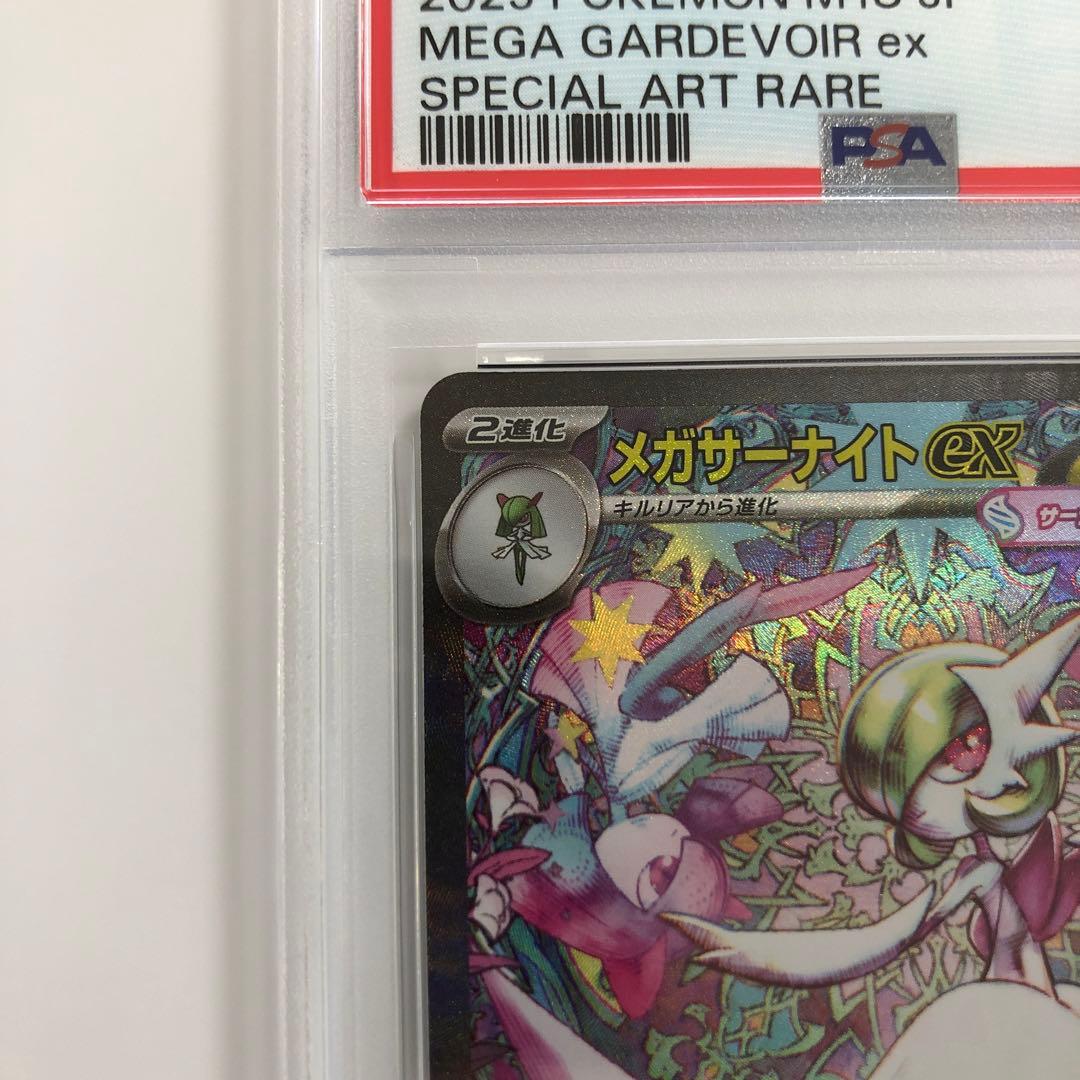 MEGA GARDEVOIR ex
SPECIAL ART RARE
PSA
2進化
メガサーナイトex
キルリアから進化